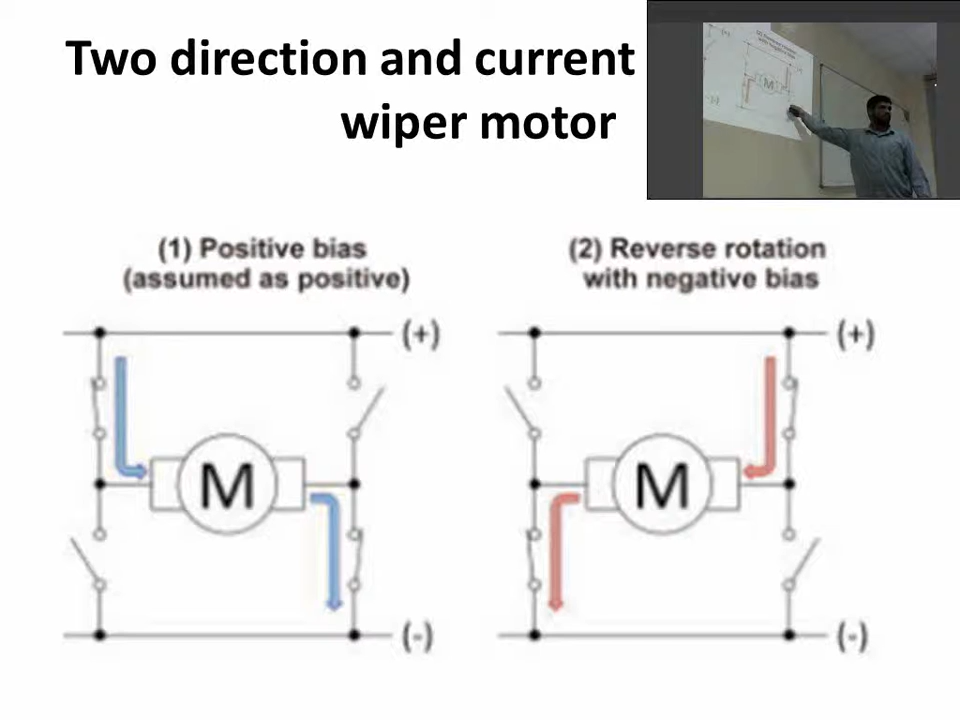 Two direction and current
wiper motor
(1) Positive bias
(assumed as positive)
(2) Reverse rotation
with negative bias
(+)
(+)
M
M
(-)
(-)